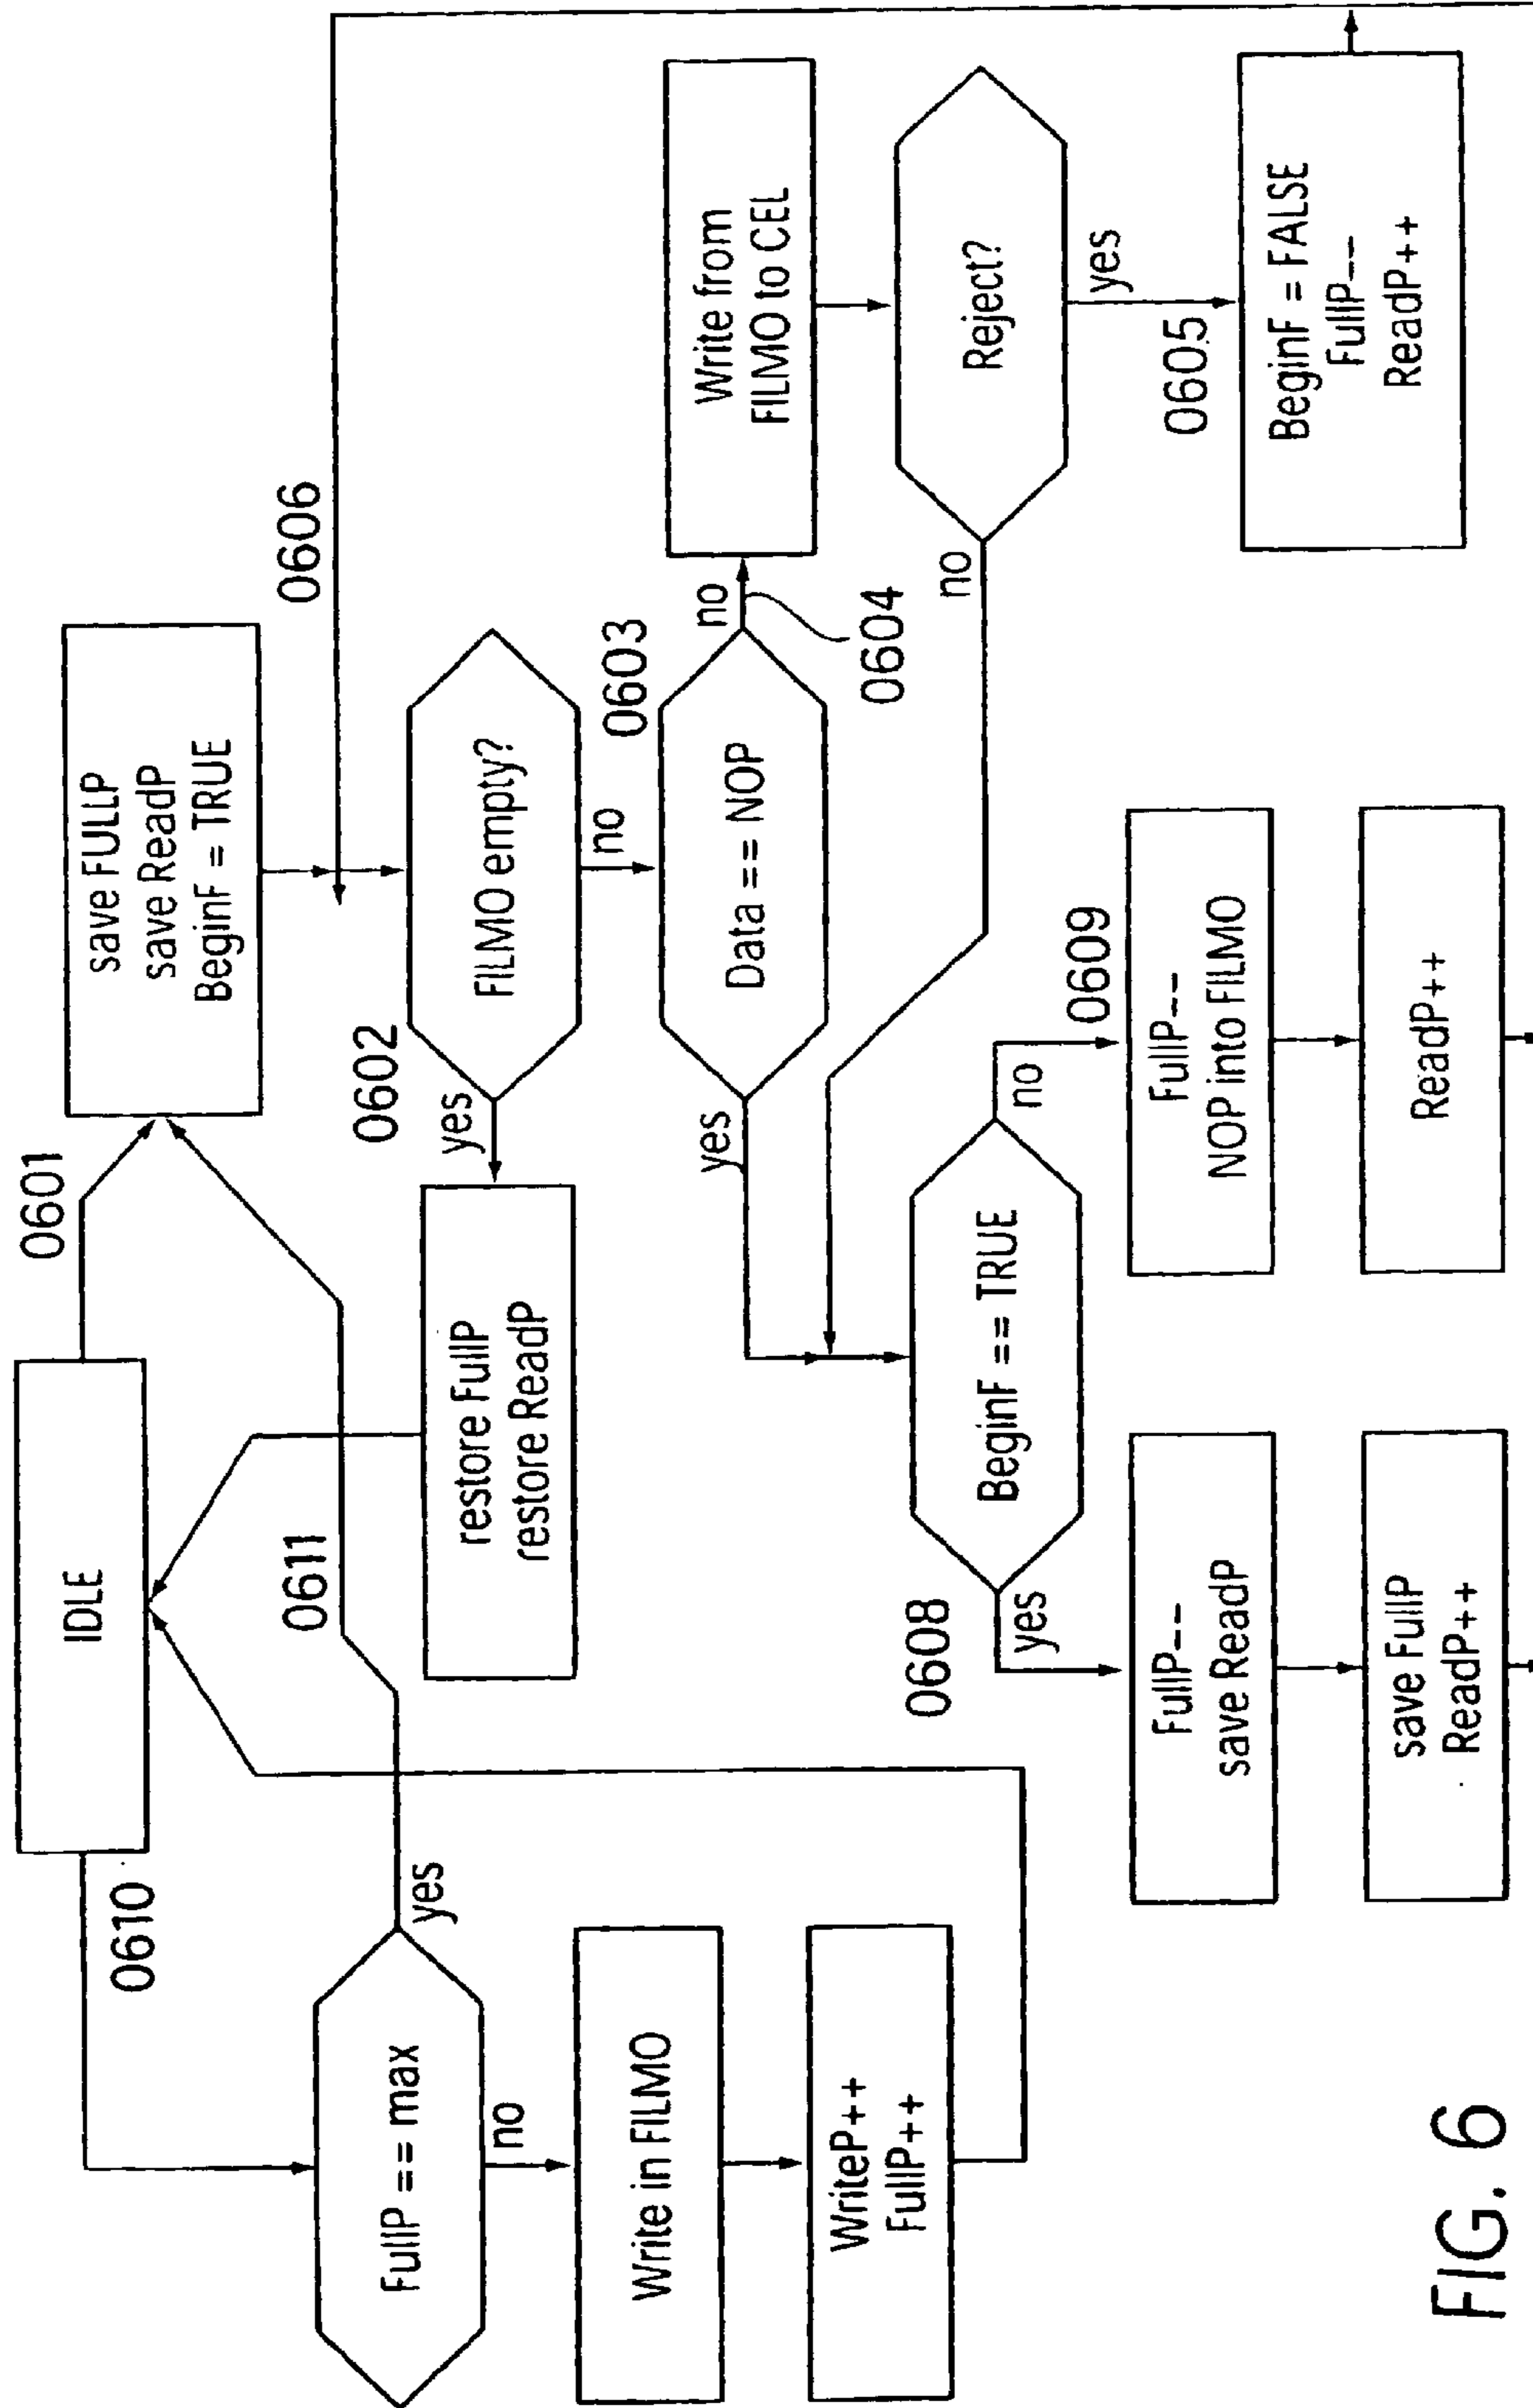 IDLE
0610
0601
FullP == max
yes
no
0611
Write in FILMO
WriteP++
FullP++
save FULLP
save ReadP
BeginF = TRUE
0606
0602
FILMO empty?
yes
no
restore FullP
restore ReadP
0603
Data == NOP
yes
no
0604
Write from
FILMO to CEL
Reject?
no
yes
0605
BeginF = FALSE
FullP--
ReadP++
BeginF == TRUE
0608
yes
no
0609
FullP--
save ReadP
save FullP
ReadP++
FullP--
NOP into FILMO
ReadP++
FIG. 6